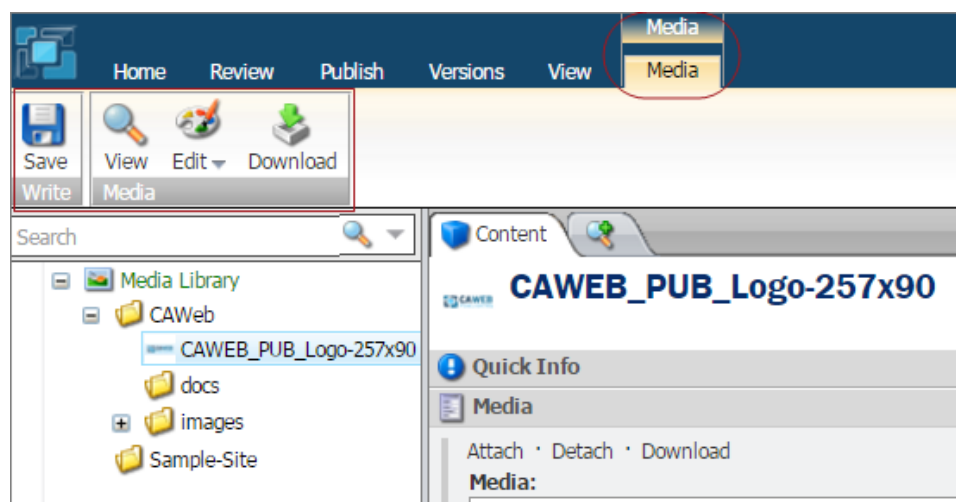 Media
Home Review Publish Versions View Media
Save View Edit Download
Write Media
Search
Content
Media Library
CAWEB CAWEB_PUB_Logo-257x90
CAWeb
CAWEB_PUB_Logo-257x90
Quick Info
docs
Media
images
Attach · Detach · Download
Sample-Site
Media: